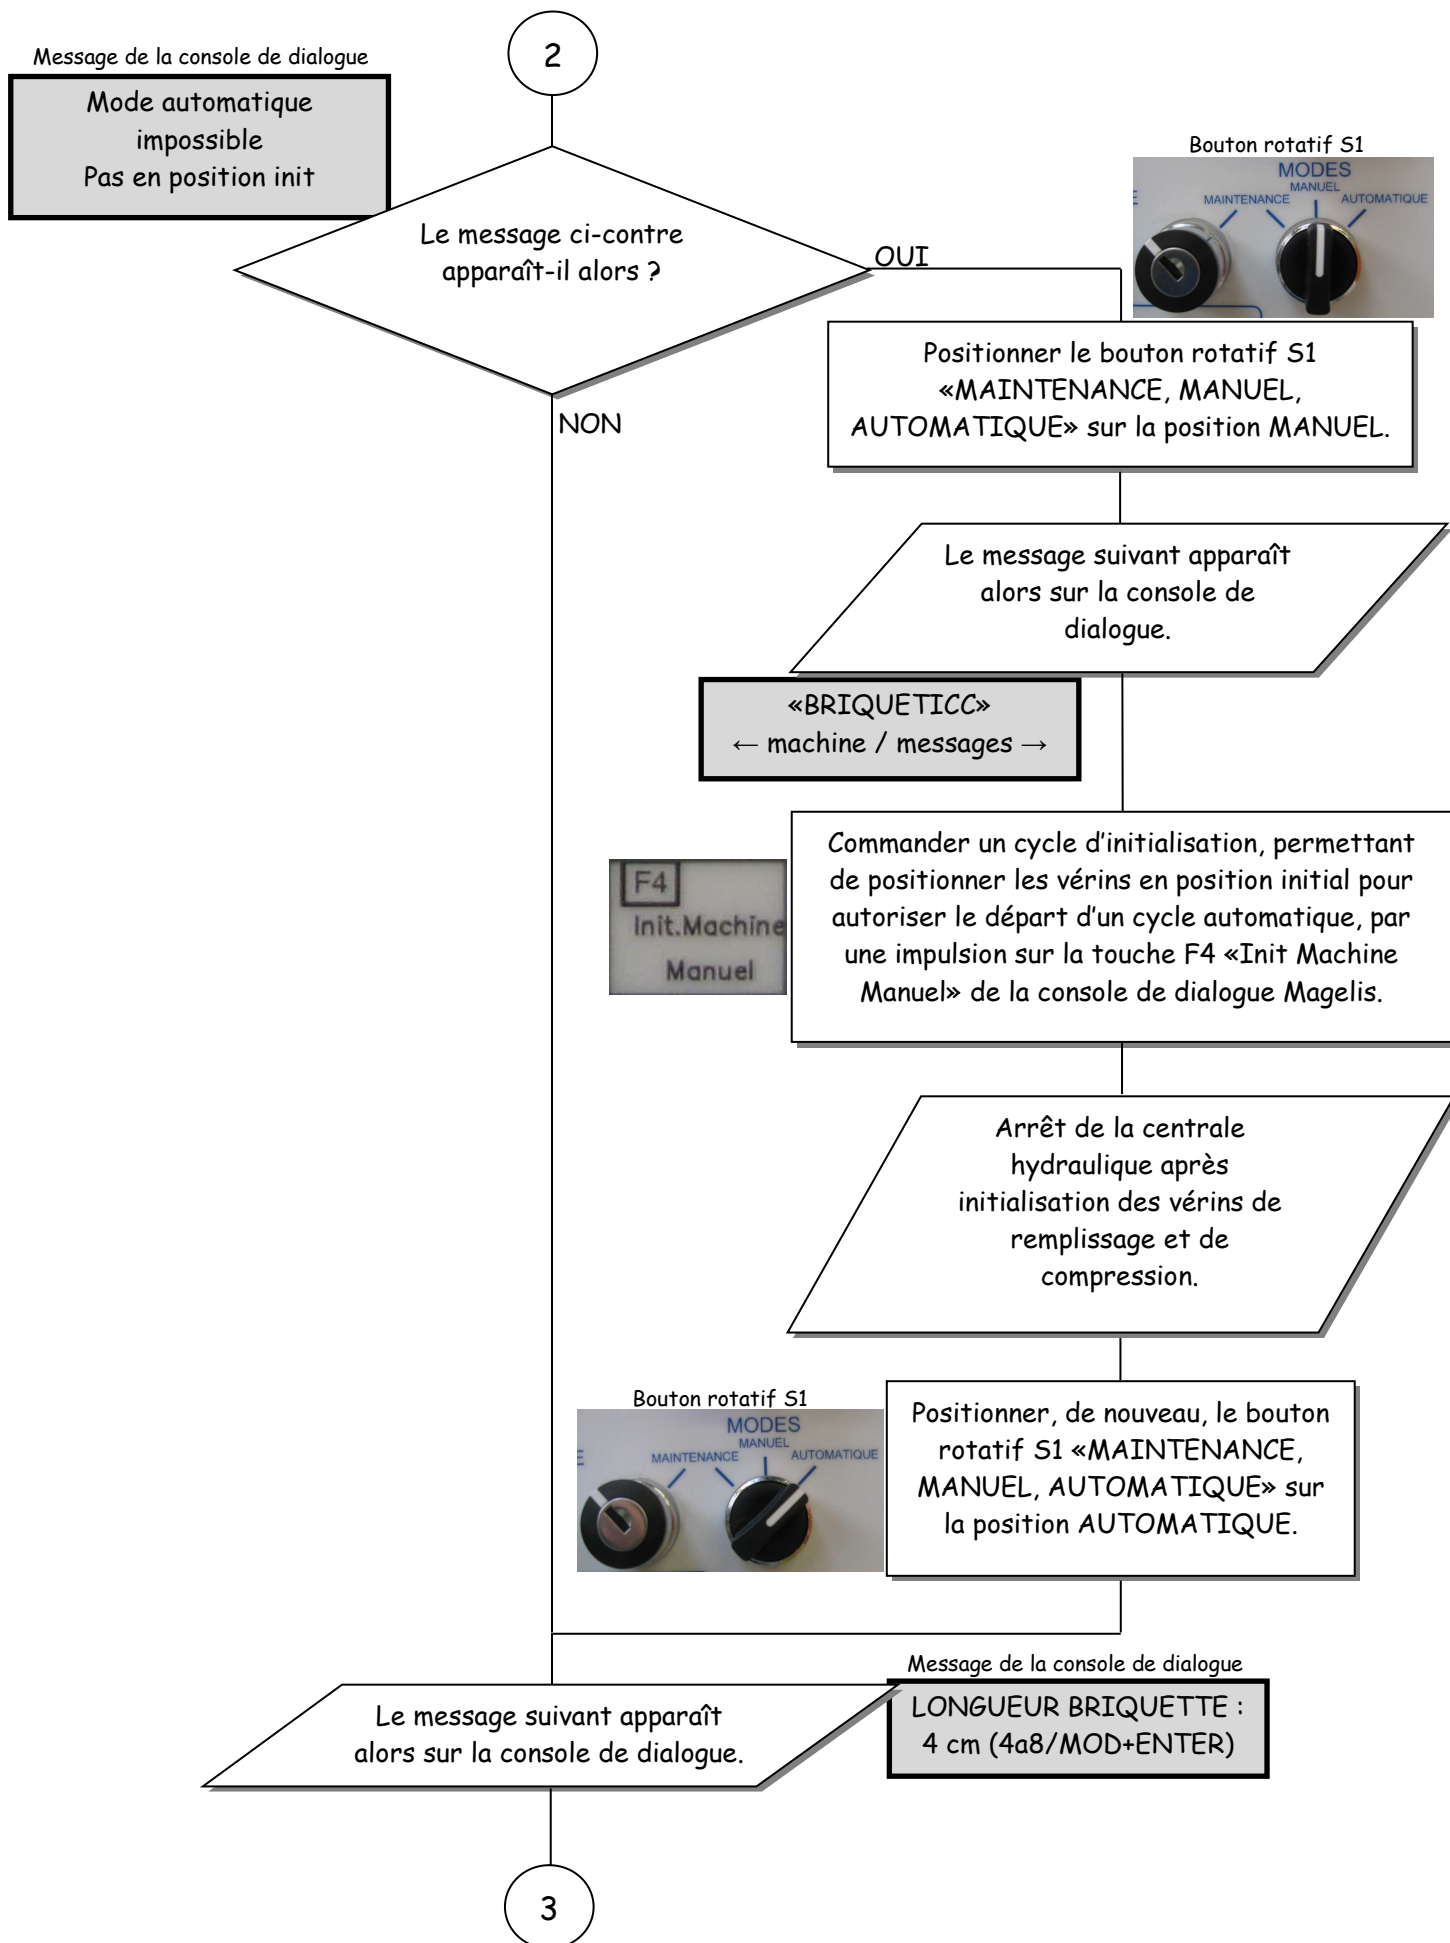 2
Message de la console de dialogue
Mode automatique
impossible
Pas en position init
Le message ci-contre
apparaît-il alors ?
OUI
NON
Bouton rotatif S1
MODES
MANUEL
MAINTENANCE
AUTOMATIQUE
E
Positionner le bouton rotatif S1
«MAINTENANCE, MANUEL,
AUTOMATIQUE» sur la position MANUEL.
Le message suivant apparaît
alors sur la console de
dialogue.
«BRIQUETICC»
← machine / messages →
F4
Init.Machine
Manuel
Commander un cycle d'initialisation, permettant
de positionner les vérins en position initial pour
autoriser le départ d'un cycle automatique, par
une impulsion sur la touche F4 «Init Machine
Manuel» de la console de dialogue Magelis.
Arrêt de la centrale
hydraulique après
initialisation des vérins de
remplissage et de
compression.
Bouton rotatif S1
MODES
MANUEL
MAINTENANCE
AUTOMATIQUE
E
Positionner, de nouveau, le bouton
rotatif S1 «MAINTENANCE,
MANUEL, AUTOMATIQUE» sur
la position AUTOMATIQUE.
Le message suivant apparaît
alors sur la console de dialogue.
Message de la console de dialogue
LONGUEUR BRIQUETTE :
4 cm (4a8/MOD+ENTER)
3